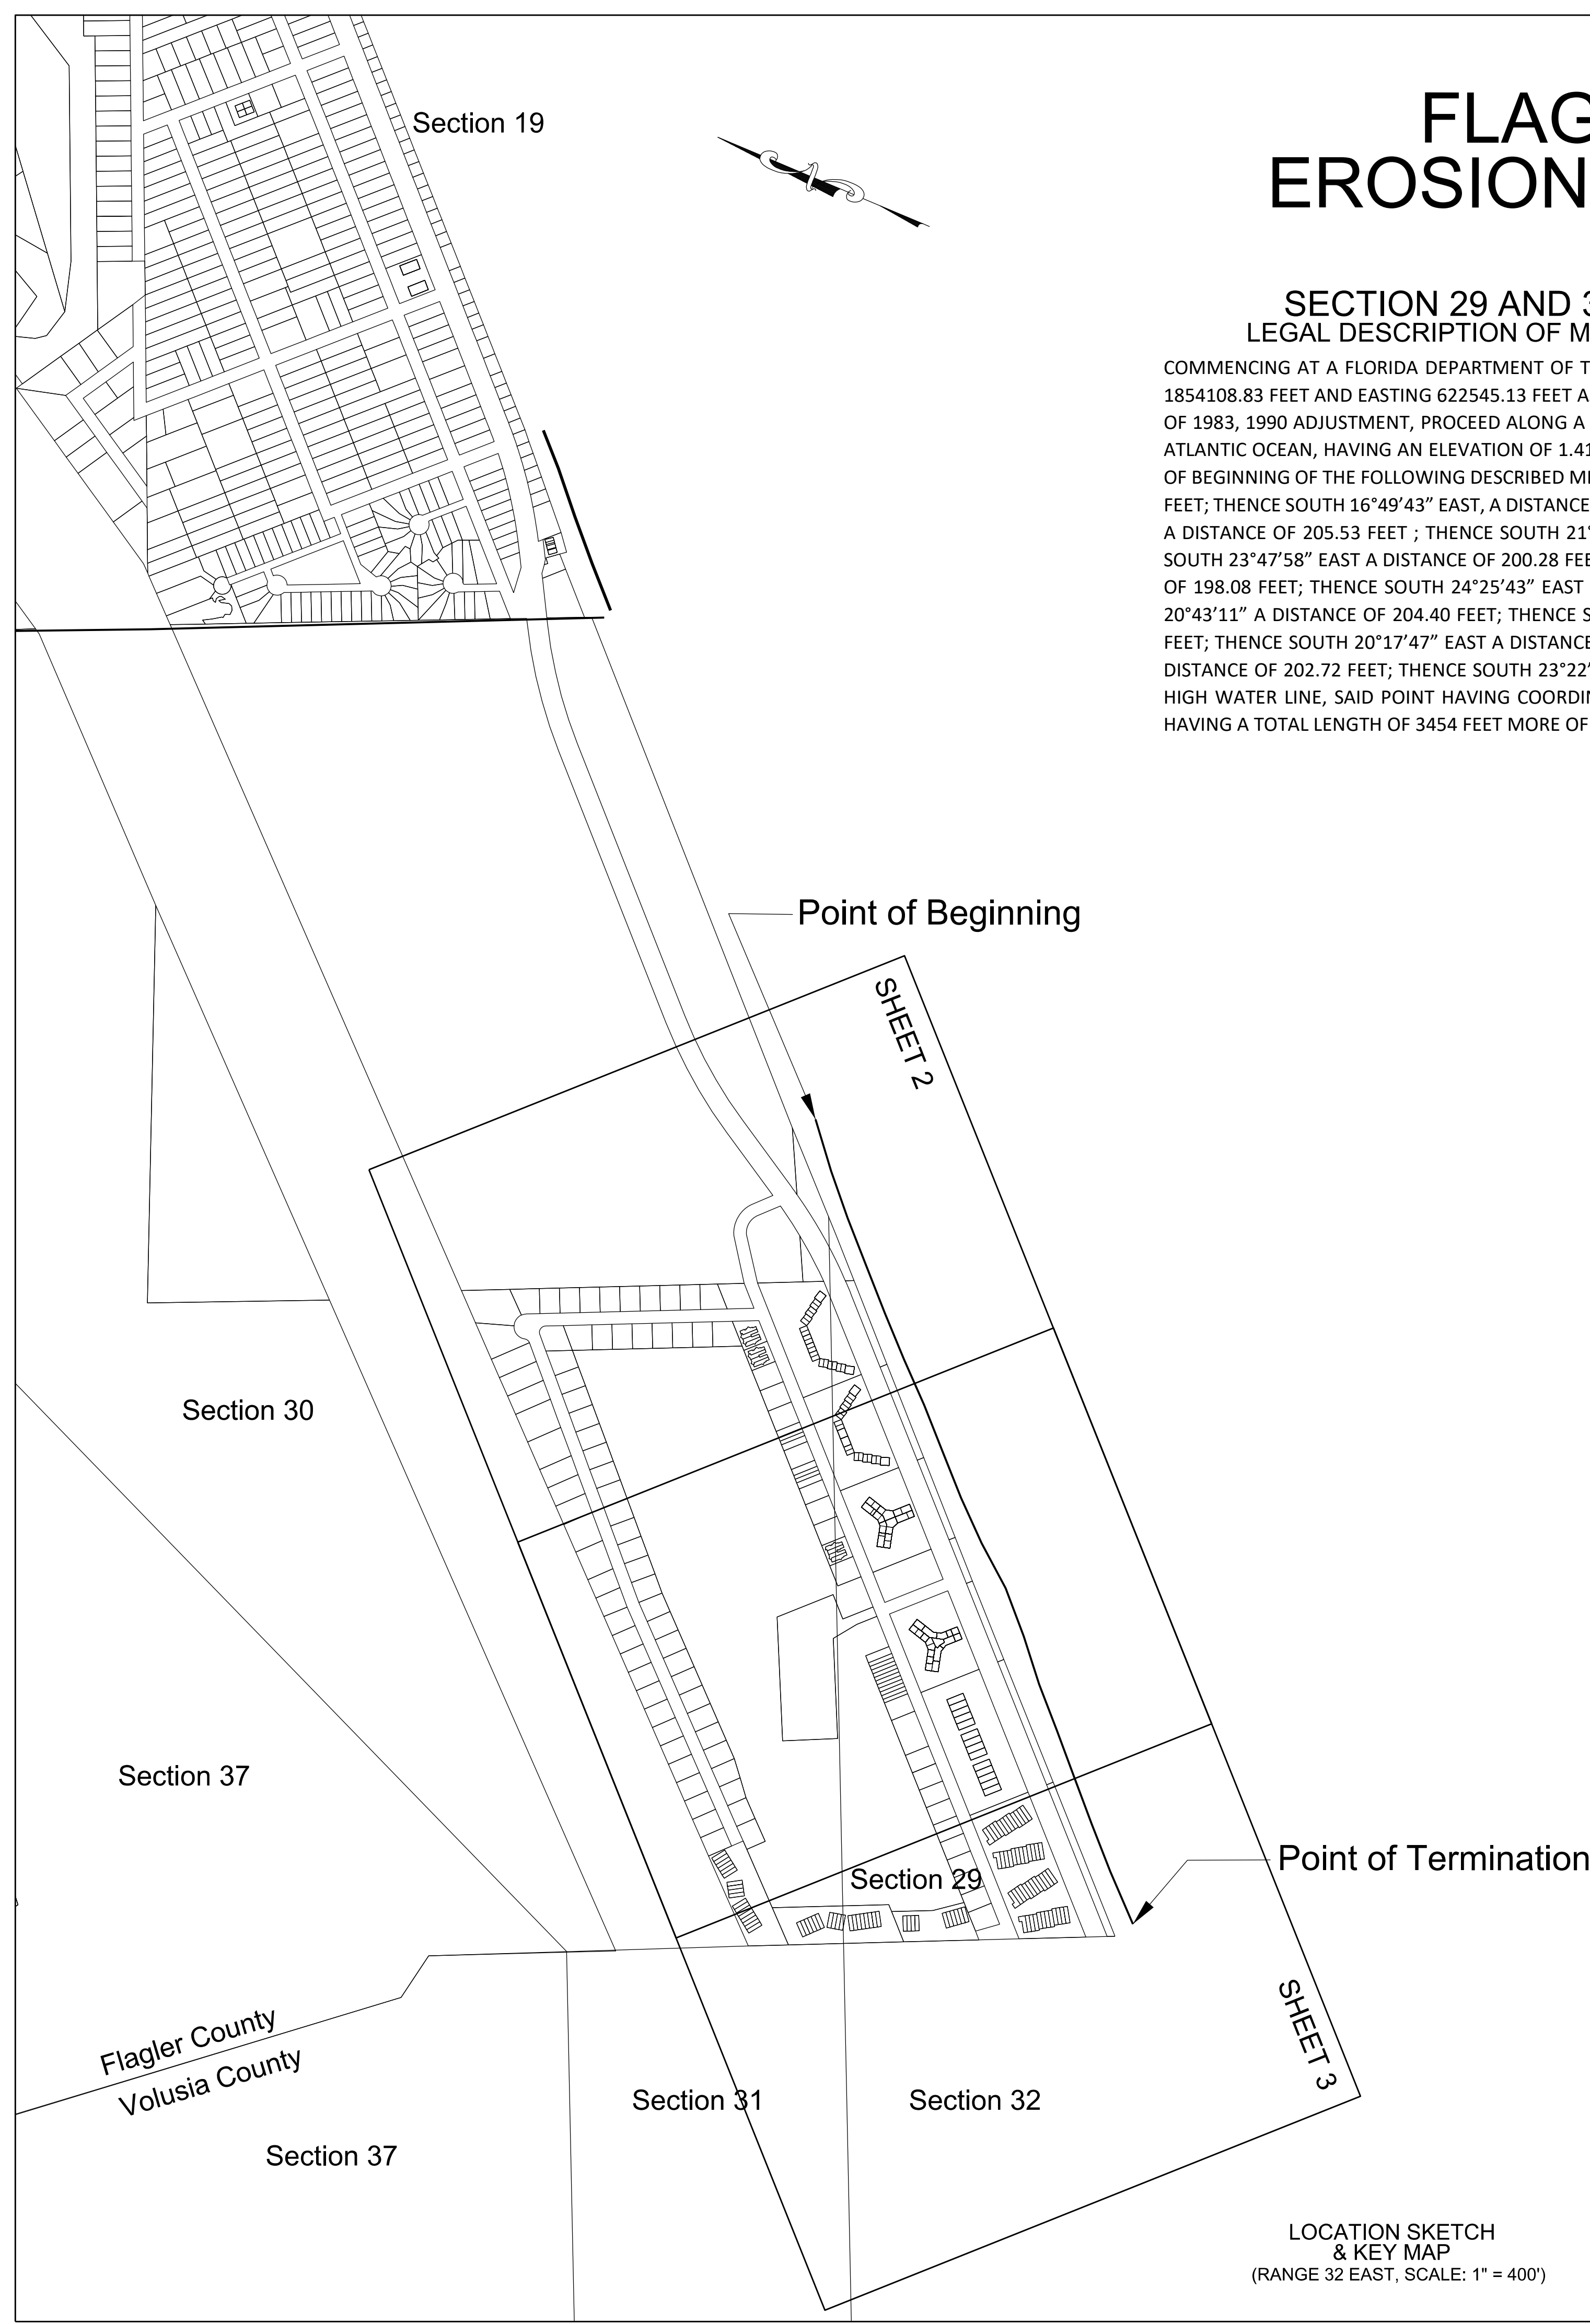 Section 19
FLAG
EROSION
SECTION 29 AND 3
LEGAL DESCRIPTION OF M
COMMENCING AT A FLORIDA DEPARTMENT OF T
1854108.83 FEET AND EASTING 622545.13 FEET A
OF 1983, 1990 ADJUSTMENT, PROCEED ALONG A
ATLANTIC OCEAN, HAVING AN ELEVATION OF 1.41
OF BEGINNING OF THE FOLLOWING DESCRIBED M
FEET; THENCE SOUTH 16°49’43” EAST, A DISTANCE
A DISTANCE OF 205.53 FEET ; THENCE SOUTH 21°
SOUTH 23°47’58” EAST A DISTANCE OF 200.28 FEE
OF 198.08 FEET; THENCE SOUTH 24°25’43” EAST
20°43’11” A DISTANCE OF 204.40 FEET; THENCE S
FEET; THENCE SOUTH 20°17’47” EAST A DISTANCE
DISTANCE OF 202.72 FEET; THENCE SOUTH 23°22’
HIGH WATER LINE, SAID POINT HAVING COORDI
HAVING A TOTAL LENGTH OF 3454 FEET MORE OF
Point of Beginning
SHEET 2
Section 30
Section 37
Point of Termination
Section 29
SHEET 3
Flagler County
Volusia County
Section 31
Section 32
Section 37
LOCATION SKETCH
& KEY MAP
(RANGE 32 EAST, SCALE: 1" = 400')